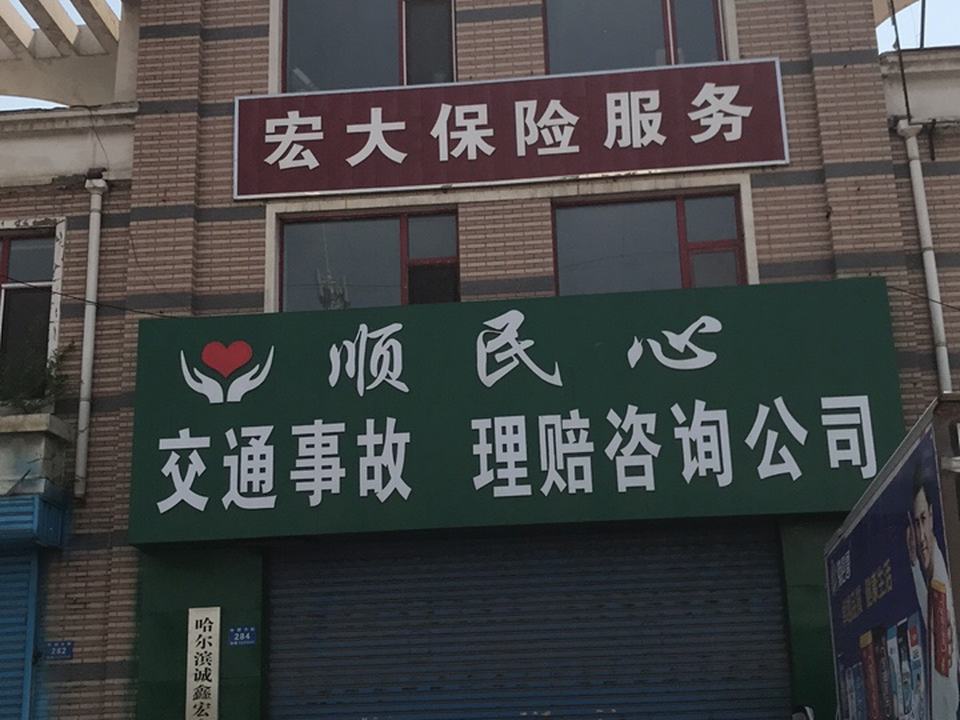 宏大保险服务
顺民心
交通事故 理赔咨询公司
哈尔滨诚鑫宏
284
282